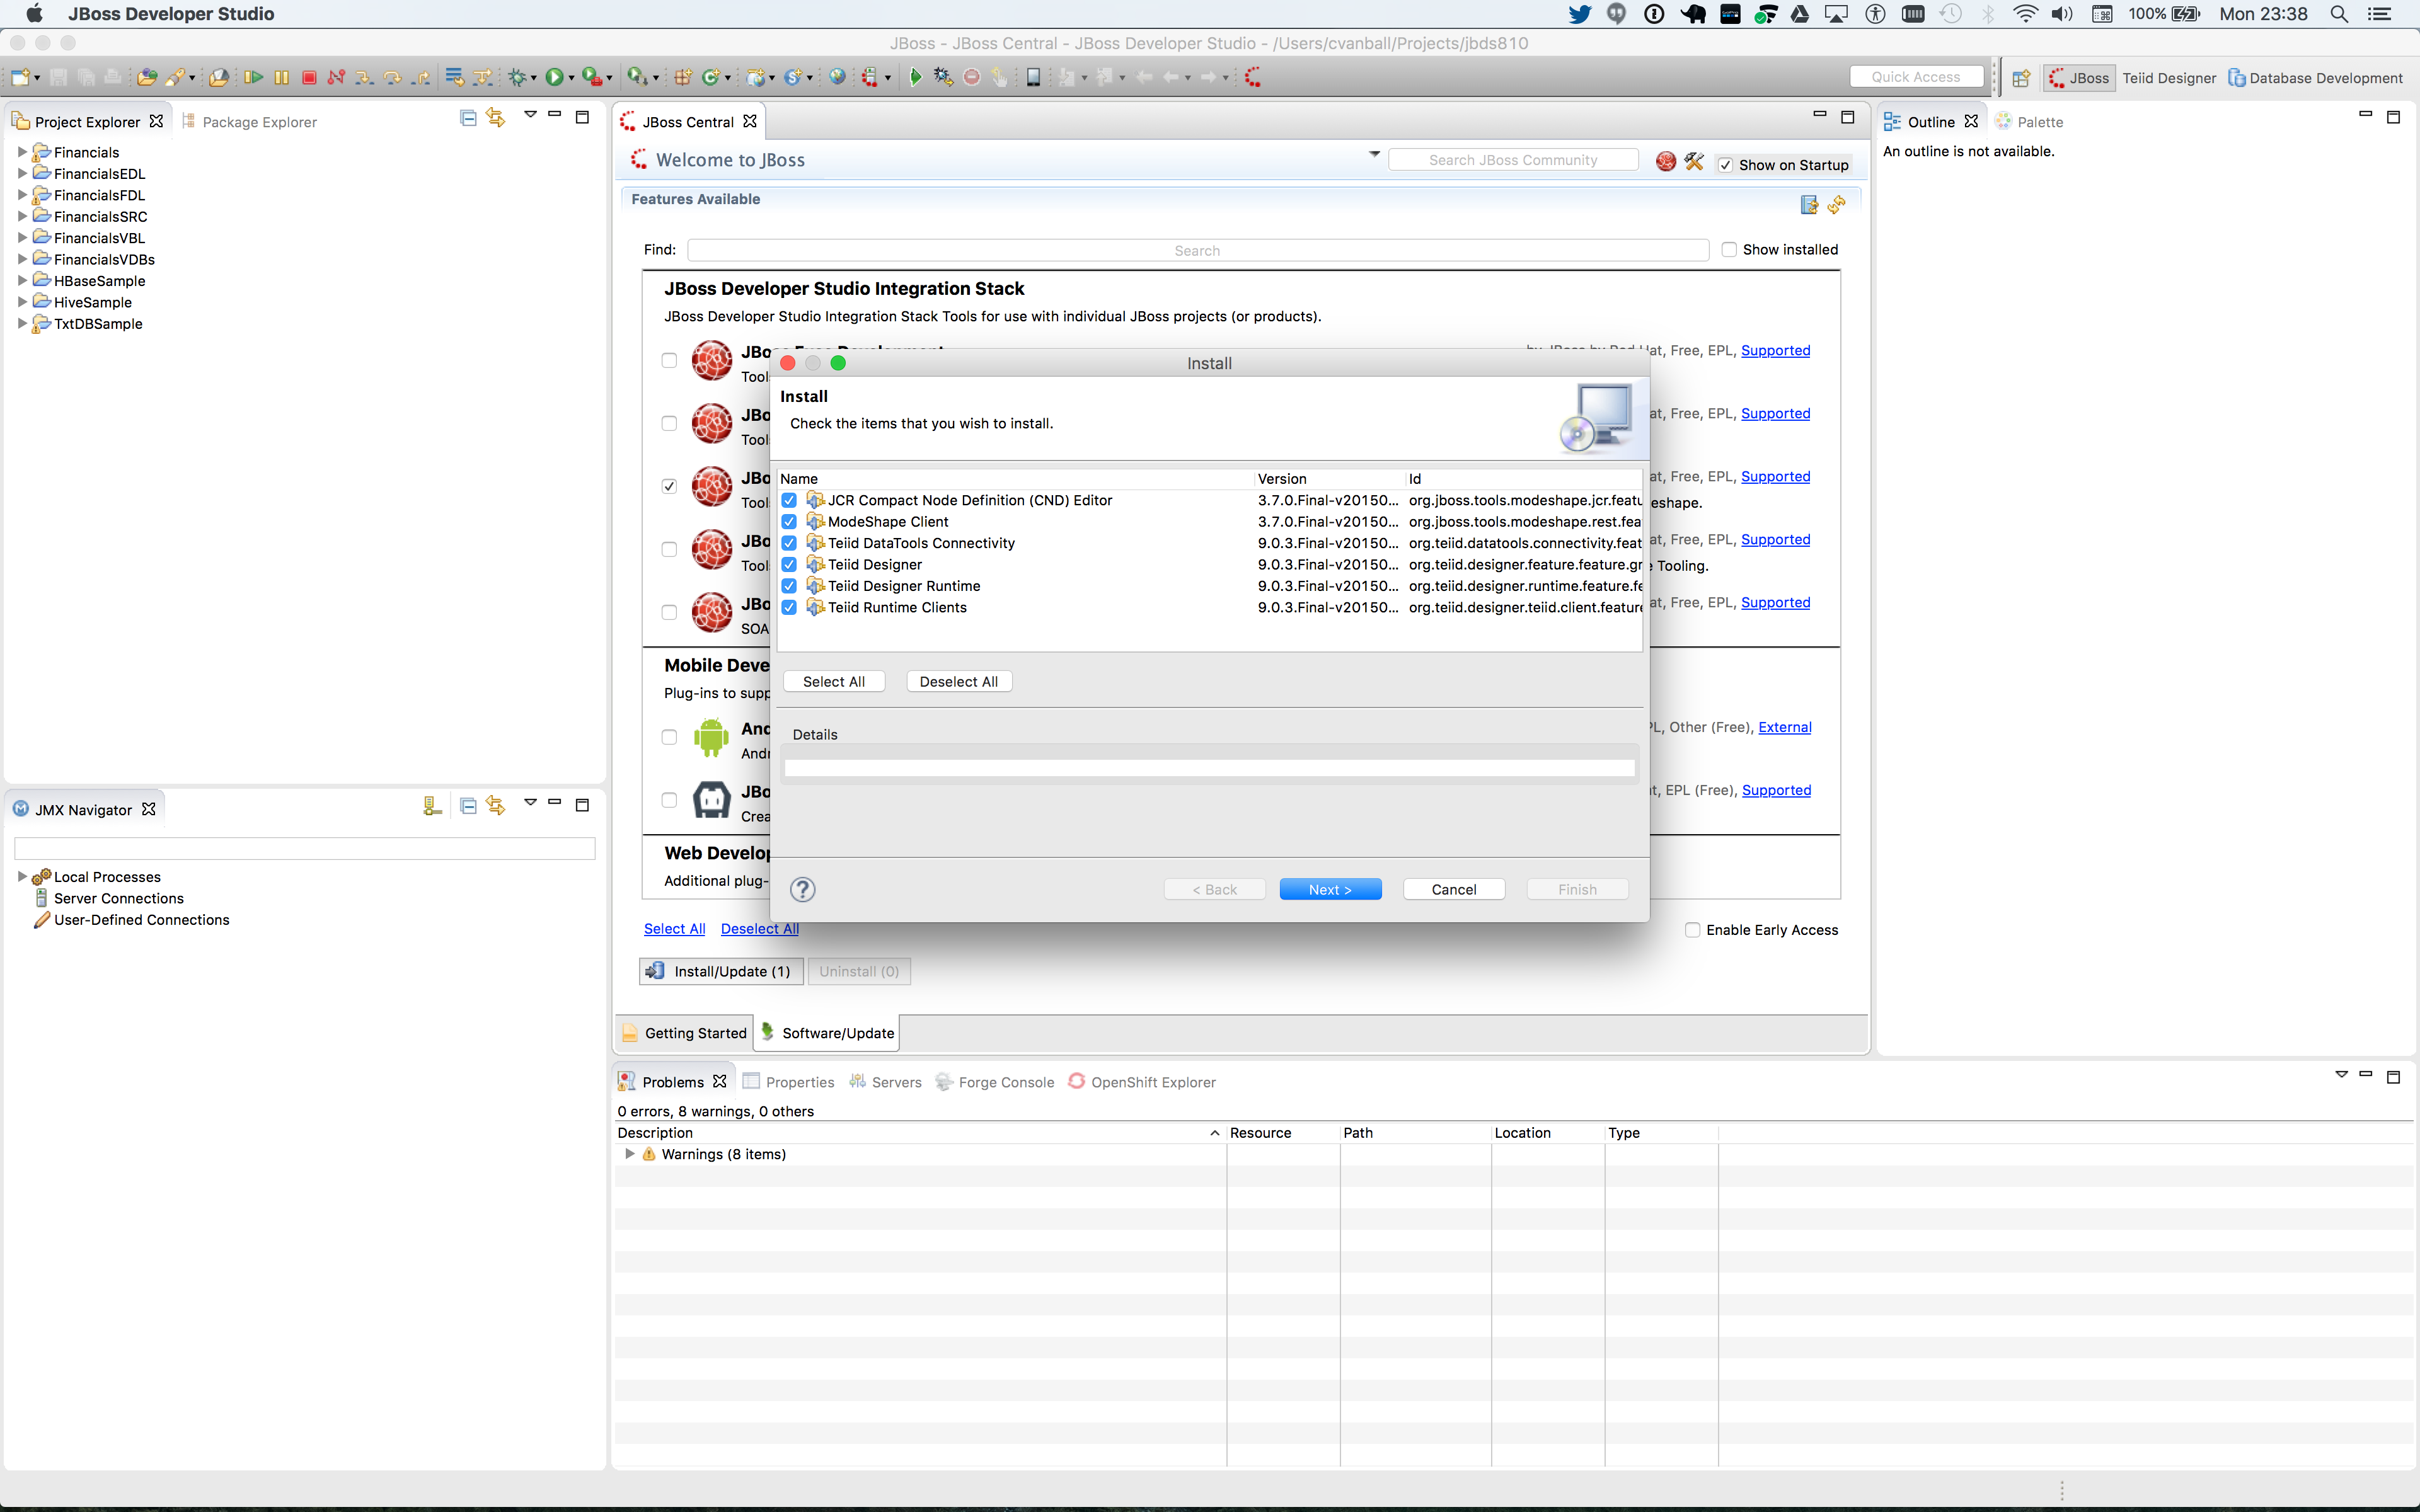 JBoss Developer Studio
100%
Mon 23:38
JBoss - JBoss Central - JBoss Developer Studio - /Users/cvanball/Projects/jbds810
Quick Access
JBoss
Teiid Designer
Database Development
Project Explorer
Package Explorer
Financials
FinancialsEDL
FinancialsFDL
FinancialsSRC
FinancialsVBL
FinancialsVDBs
HBaseSample
HiveSample
TxtDBSample
JMX Navigator
Local Processes
Server Connections
User-Defined Connections
JBoss Central
Welcome to JBoss
Search JBoss Community
Show on Startup
Features Available
Find:
Search
Show installed
JBoss Developer Studio Integration Stack
JBoss Developer Studio Integration Stack Tools for use with individual JBoss projects (or products).
at, Free, EPL, Supported
Tool
JBo
at, Free, EPL, Supported
Tool
JBo
at, Free, EPL, Supported
Tool
eshape.
JBo
at, Free, EPL, Supported
Tool
Tooling.
JBo
at, Free, EPL, Supported
SOA
Mobile Deve
Plug-ins to supp
And
PL, Other (Free), External
Andr
JBo
t, EPL (Free), Supported
Crea
Web Develop
Additional plug-
Select All
Deselect All
Enable Early Access
Install/Update (1)
Uninstall (0)
Getting Started
Software/Update
Install
Install
Check the items that you wish to install.
Name Version Id
JCR Compact Node Definition (CND) Editor 3.7.0.Final-v20150... org.jboss.tools.modeshape.jcr.featu
ModeShape Client 3.7.0.Final-v20150... org.jboss.tools.modeshape.rest.fea
Teiid DataTools Connectivity 9.0.3.Final-v20150... org.teiid.datatools.connectivity.feat
Teiid Designer 9.0.3.Final-v20150... org.teiid.designer.feature.feature.gr
Teiid Designer Runtime 9.0.3.Final-v20150... org.teiid.designer.runtime.feature.fe
Teiid Runtime Clients 9.0.3.Final-v20150... org.teiid.designer.teiid.client.feature
Select All
Deselect All
Details
< Back
Next >
Cancel
Finish
Outline
Palette
An outline is not available.
Problems
Properties
Servers
Forge Console
OpenShift Explorer
0 errors, 8 warnings, 0 others
Description Resource Path Location Type
Warnings (8 items)